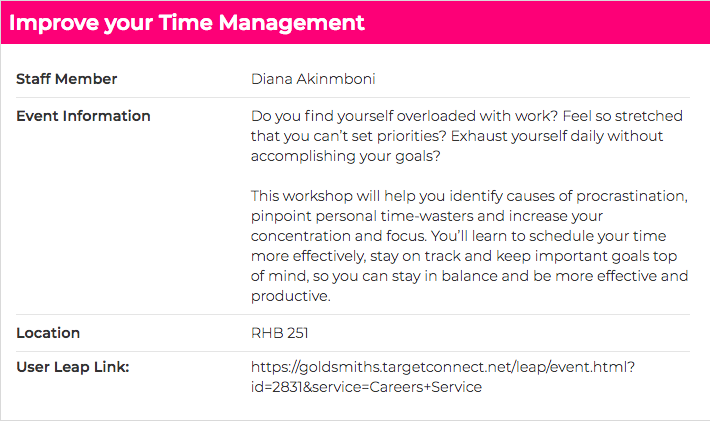 Improve your Time Management
Staff Member
Diana Akinmboni
Event Information
Do you find yourself overloaded with work? Feel so stretched
that you can’t set priorities? Exhaust yourself daily without
accomplishing your goals?
This workshop will help you identify causes of procrastination,
pinpoint personal time-wasters and increase your
concentration and focus. You’ll learn to schedule your time
more effectively, stay on track and keep important goals top
of mind, so you can stay in balance and be more effective and
productive.
Location
RHB 251
User Leap Link:
https://goldsmiths.targetconnect.net/leap/event.html?
id=2831&service=Careers+Service